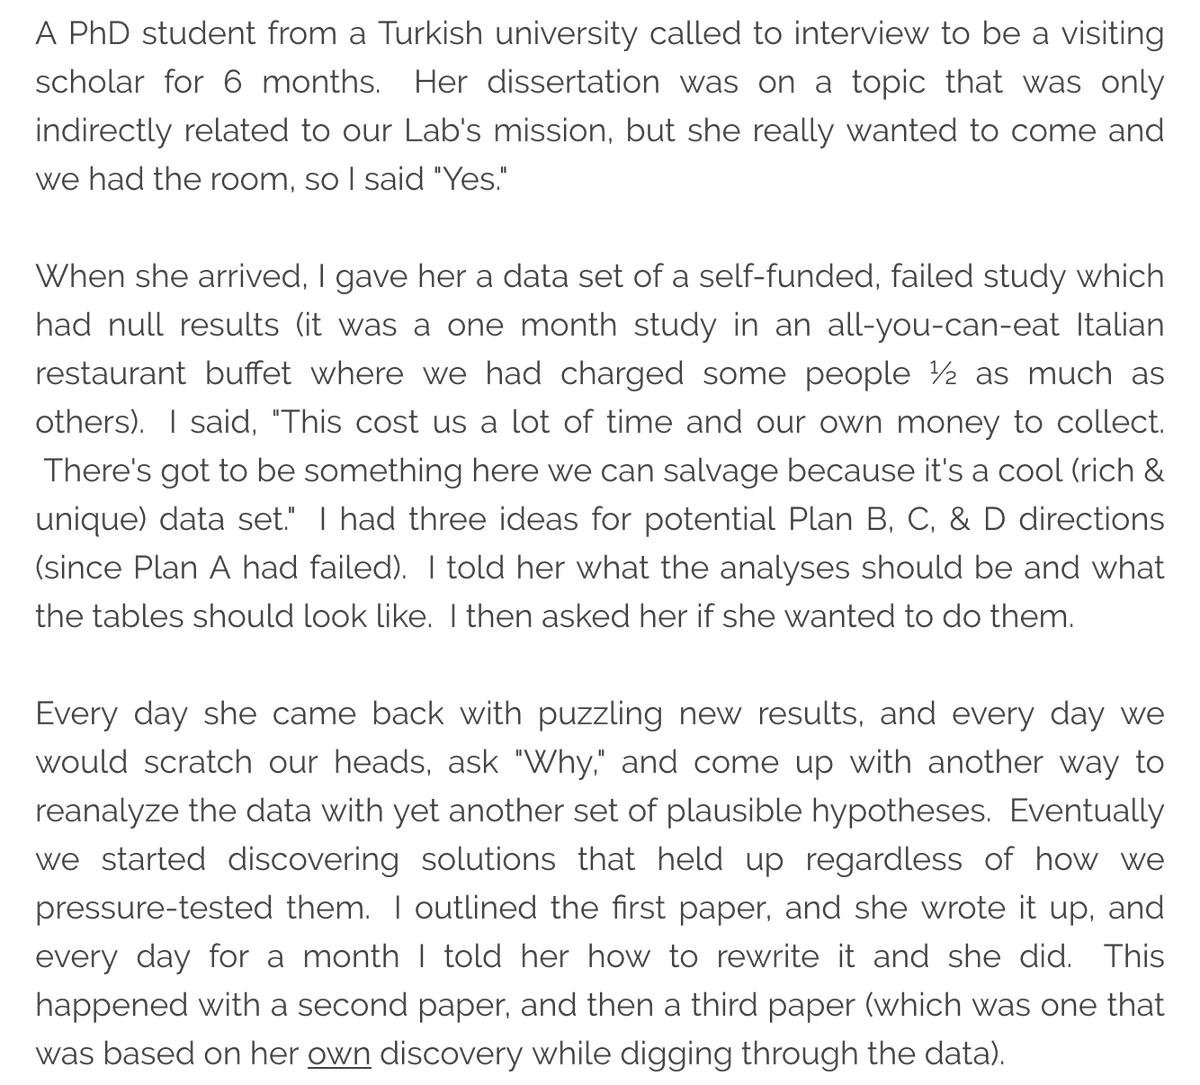 A PhD student from a Turkish university called to interview to be a visiting
scholar for 6 months.  Her dissertation was on a topic that was only
indirectly related to our Lab's mission, but she really wanted to come and
we had the room, so I said "Yes."
When she arrived, I gave her a data set of a self-funded, failed study which
had null results (it was a one month study in an all-you-can-eat Italian
restaurant buffet where we had charged some people ½ as much as
others).  I said, "This cost us a lot of time and our own money to collect.
There's got to be something here we can salvage because it's a cool (rich &
unique) data set."  I had three ideas for potential Plan B, C, & D directions
(since Plan A had failed).  I told her what the analyses should be and what
the tables should look like.  I then asked her if she wanted to do them.
Every day she came back with puzzling new results, and every day we
would scratch our heads, ask "Why," and come up with another way to
reanalyze the data with yet another set of plausible hypotheses.  Eventually
we started discovering solutions that held up regardless of how we
pressure-tested them.  I outlined the first paper, and she wrote it up, and
every day for a month I told her how to rewrite it and she did.  This
happened with a second paper, and then a third paper (which was one that
was based on her own discovery while digging through the data).